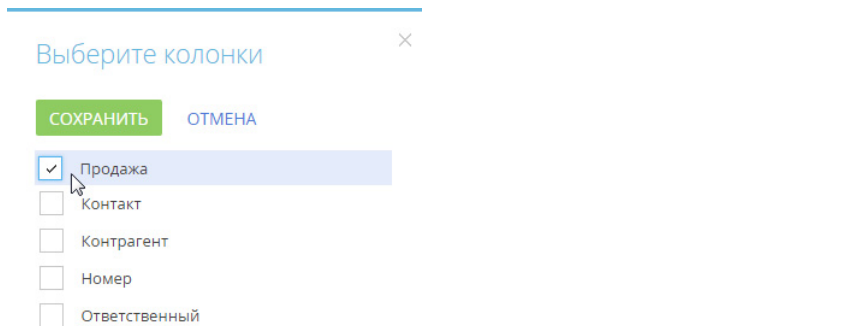 Выберите колонки
СОХРАНИТЬ ОТМЕНА
Продажа
Контакт
Контрагент
Номер
Ответственный